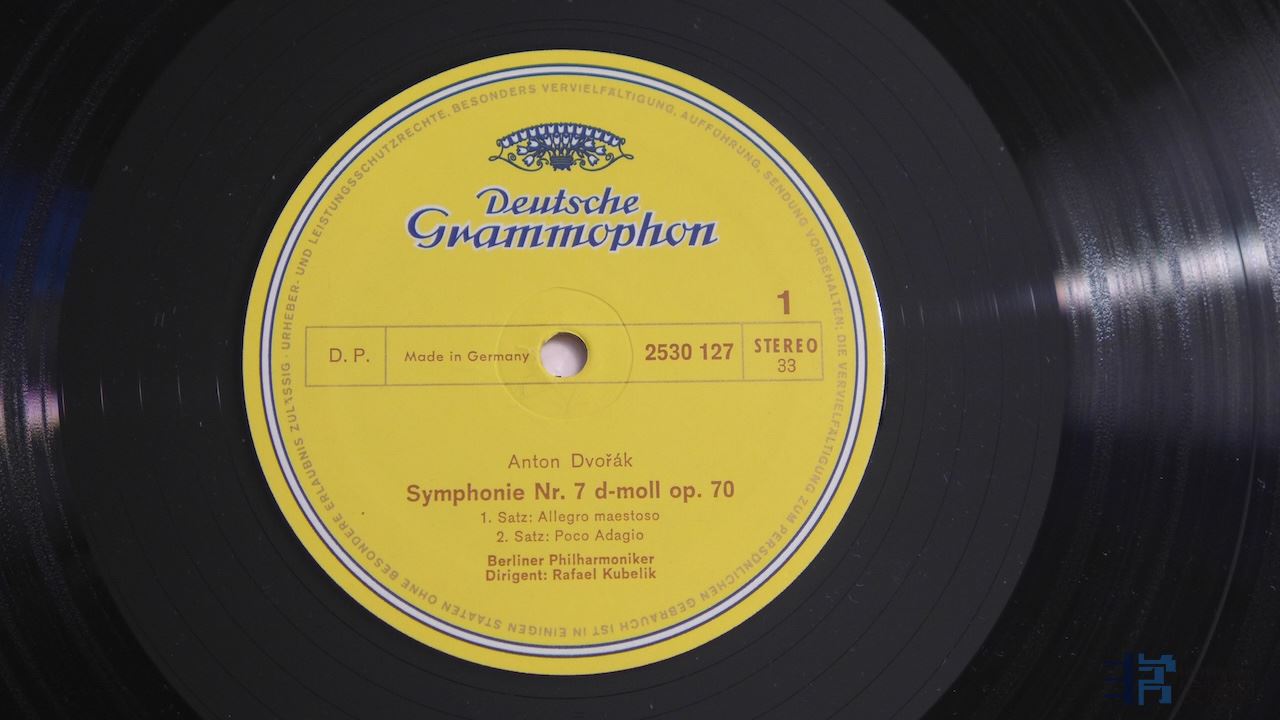 URHEBER- UND LEISTUNGSSCHUTZRECHTE, BESONDERS VERVIELFÄLTIGUNG, AUFFÜHRUNG, SENDUNG VORBEHALTEN; DIE VERVIELFÄLTIGUNG ZUM PERSÖNLICHEN GEBRAUCH IST IN EINIGEN STAATEN OHNE BESONDERE ERLAUBNIS ZULÄSSIG ·
Deutsche
Grammophon
1
D. P. Made in Germany 2530 127 STEREO
33
Anton Dvořák
Symphonie Nr. 7 d-moll op. 70
1. Satz: Allegro maestoso
2. Satz: Poco Adagio
Berliner Philharmoniker
Dirigent: Rafael Kubelik